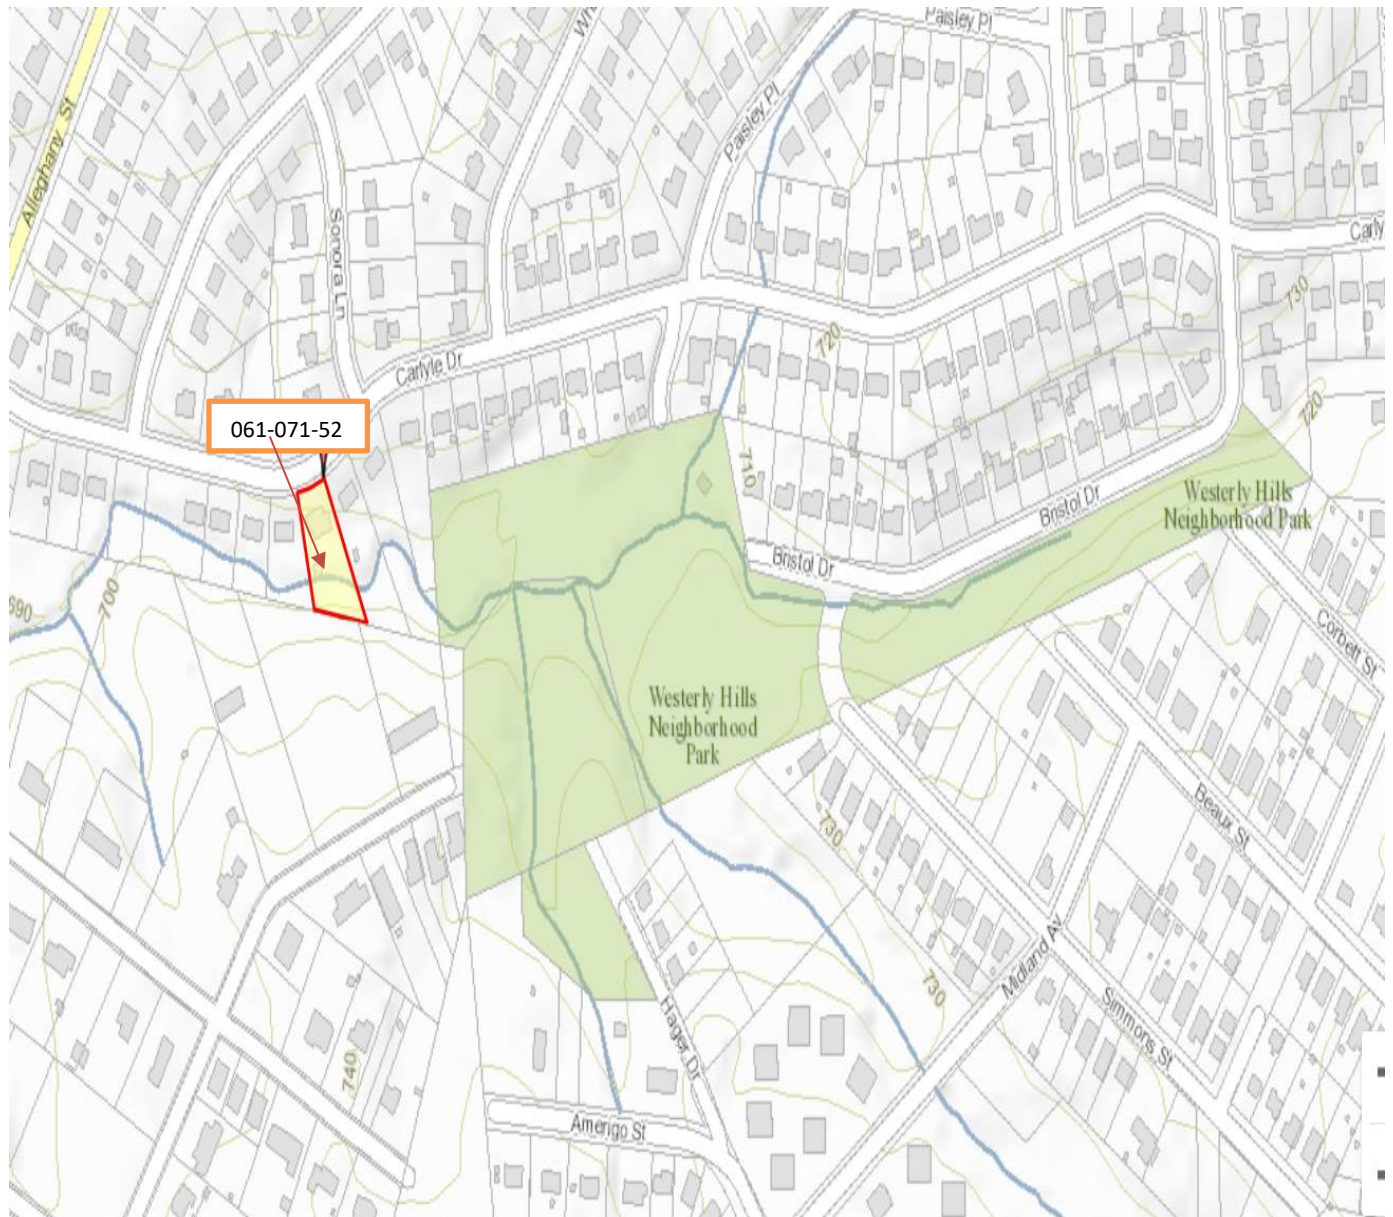 Paisley Pl
Paisley Pl
Alleghany St
Sonora Ln
Carly
730
Carlyle Dr
720
720
061-071-52
710
Westerly Hills
Neighborhood Park
Bristol Dr
Bristol Dr
690
700
Corbett St
Westerly Hills
Neighborhood
Park
Beaux St
730
730
Midland Av
Simmons St
Hager Dr
740
Amerigo St